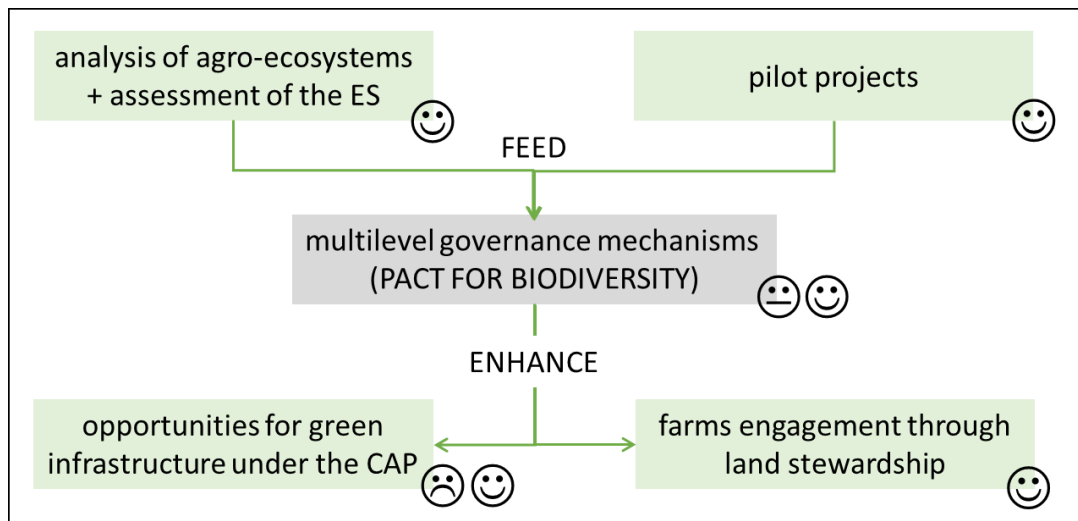 analysis of agro-ecosystems
+ assessment of the ES
pilot projects
FEED
multilevel governance mechanisms
(PACT FOR BIODIVERSITY)
ENHANCE
opportunities for green
infrastructure under the CAP
farms engagement through
land stewardship